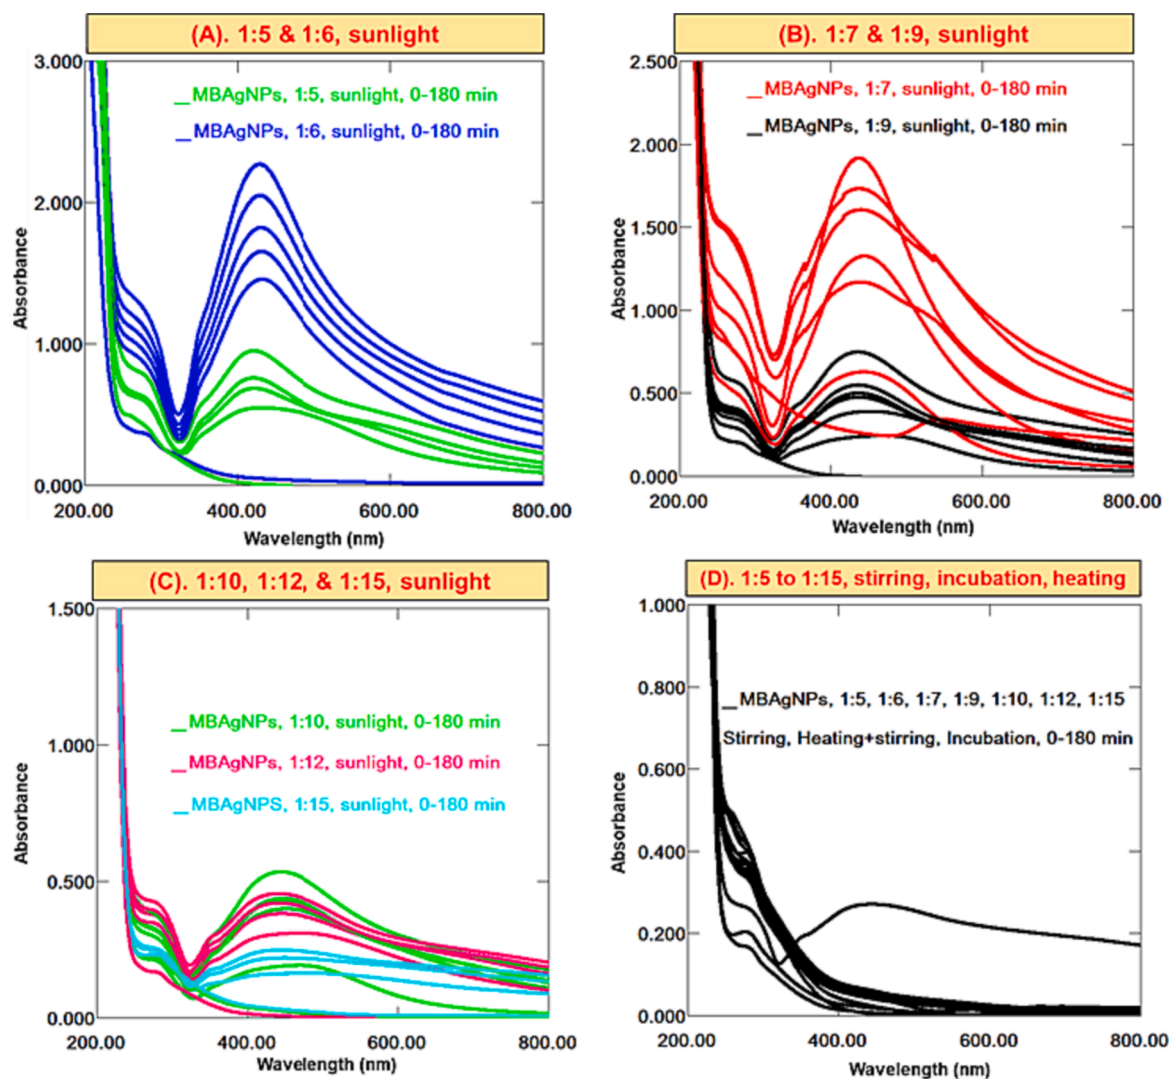 (A). 1:5 & 1:6, sunlight
3.000
2.000
1.000
0.000
Absorbance
MBAgNPs, 1:5, sunlight, 0-180 min
MBAgNPs, 1:6, sunlight, 0-180 min
200.00 400.00 600.00 800.00
Wavelength (nm)
(B). 1:7 & 1:9, sunlight
2.500
2.000
1.500
1.000
0.500
0.000
Absorbance
MBAgNPs, 1:7, sunlight, 0-180 min
MBAgNPs, 1:9, sunlight, 0-180 min
200.00 400.00 600.00 800.00
Wavelength (nm)
(C). 1:10, 1:12, & 1:15, sunlight
1.500
1.000
0.500
0.000
Absorbance
MBAgNPs, 1:10, sunlight, 0-180 min
MBAgNPs, 1:12, sunlight, 0-180 min
MBAgNPS, 1:15, sunlight, 0-180 min
200.00 400.00 600.00 800.00
Wavelength (nm)
(D). 1:5 to 1:15, stirring, incubation, heating
1.000
0.800
0.600
0.400
0.200
0.000
Absorbance
MBAgNPs, 1:5, 1:6, 1:7, 1:9, 1:10, 1:12, 1:15
Stirring, Heating+stirring, Incubation, 0-180 min
200.00 400.00 600.00 800.00
Wavelength (nm)